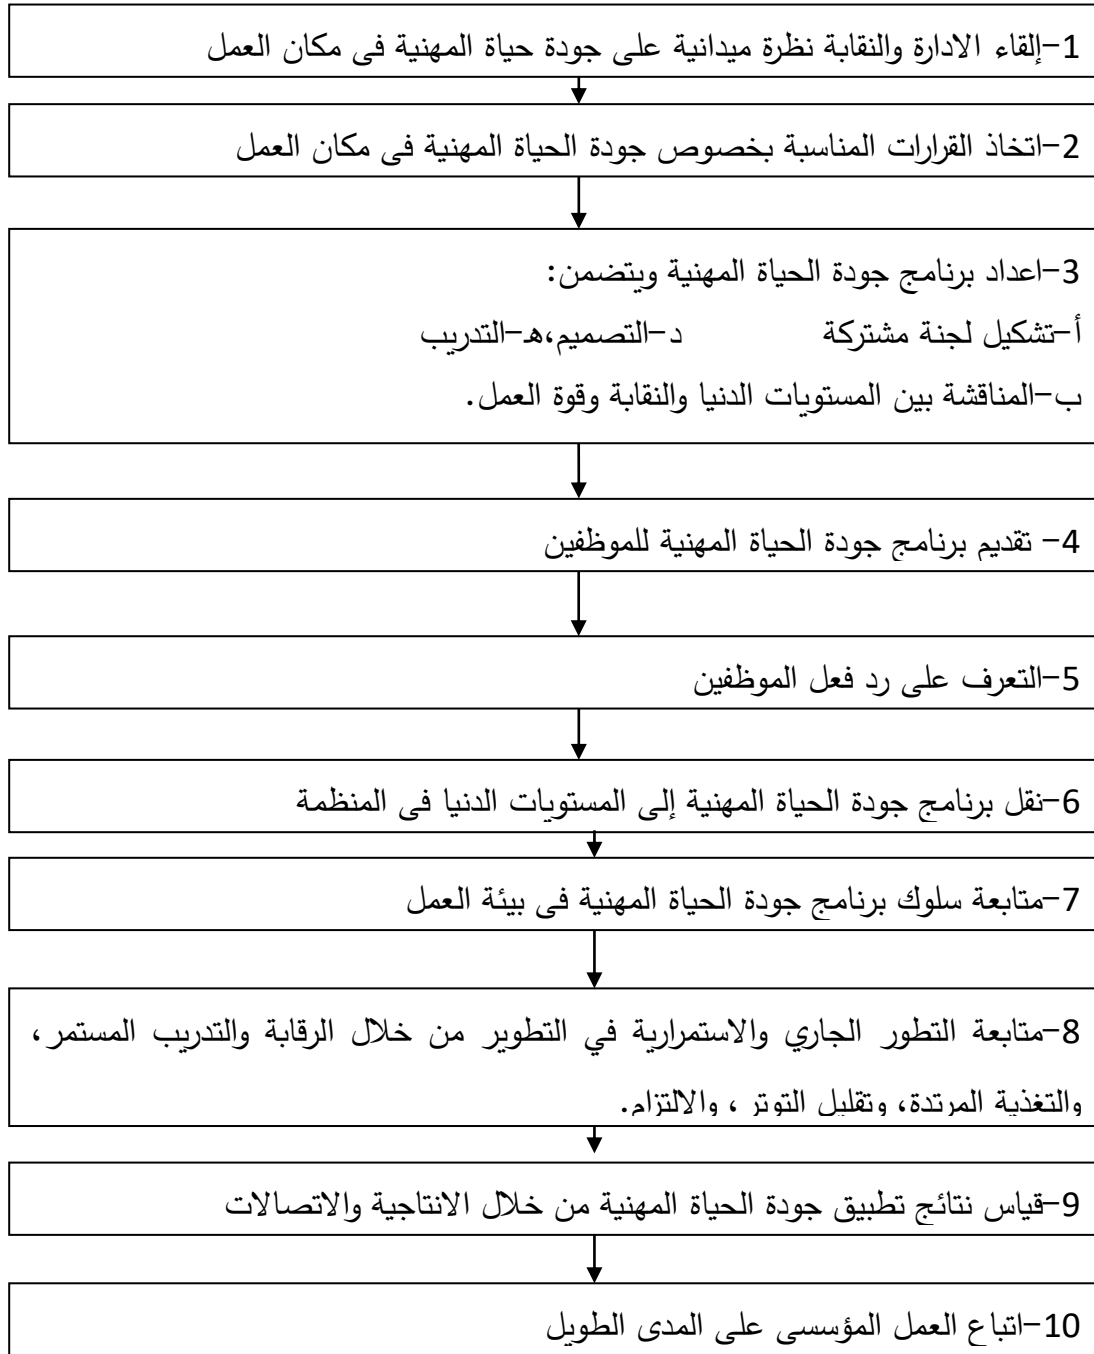 1-إلقاء الادارة والنقابة نظرة ميدانية على جودة حياة المهنية فى مكان العمل
2-اتخاذ القرارات المناسبة بخصوص جودة الحياة المهنية فى مكان العمل
3-اعداد برنامج جودة الحياة المهنية ويتضمن:
أ-تشكيل لجنة مشتركة د-التصميم،هـ-التدريب
ب-المناقشة بين المستويات الدنيا والنقابة وقوة العمل.
4- تقديم برنامج جودة الحياة المهنية للموظفين
5-التعرف على رد فعل الموظفين
6-نقل برنامج جودة الحياة المهنية إلى المستويات الدنيا فى المنظمة
7-متابعة سلوك برنامج جودة الحياة المهنية فى بيئة العمل
8-متابعة التطور الجاري والاستمرارية في التطوير من خلال الرقابة والتدريب المستمر ،
والتغذية المرتدة، وتقليل التوتر ، والالتزام.
9-قياس نتائج تطبيق جودة الحياة المهنية من خلال الانتاجية والاتصالات
10-اتباع العمل المؤسسى على المدى الطويل